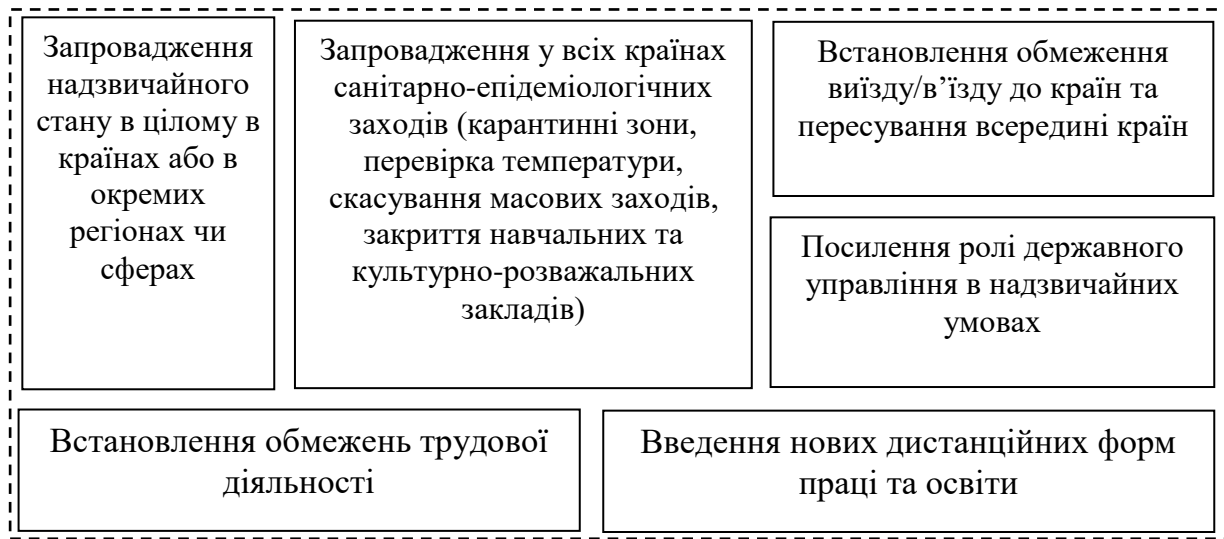 Запровадження
надзвичайного
стану в цілому в
країнах або в
окремих
регіонах чи
сферах
Запровадження у всіх країнах
санітарно-епідеміологічних
заходів (карантинні зони,
перевірка температури,
скасування масових заходів,
закриття навчальних та
культурно-розважальних
закладів)
Встановлення обмеження
виїзду/в’їзду до країн та
пересування всередині країн
Посилення ролі державного
управління в надзвичайних
умовах
Встановлення обмежень трудової
діяльності
Введення нових дистанційних форм
праці та освіти